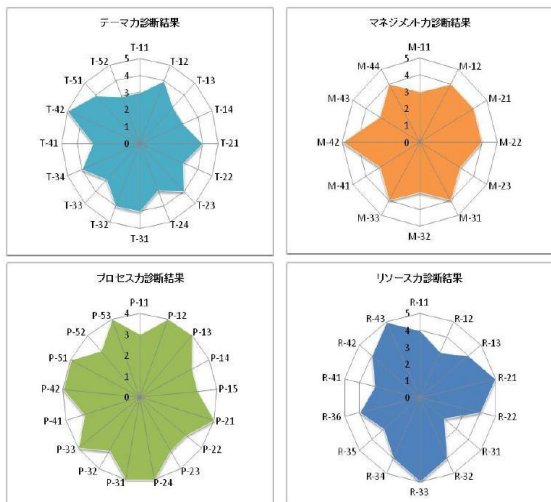 テーマ力診断結果
T-11
T-12
T-13
T-14
T-21
T-22
T-23
T-24
T-31
T-32
T-33
T-34
T-41
T-42
T-51
T-52
5
4
3
2
1
0
マネジメント力診断結果
M-11
M-12
M-21
M-22
M-23
M-31
M-32
M-33
M-41
M-42
M-43
M-44
5
4
3
2
1
0
プロセス力診断結果
P-11
P-12
P-13
P-14
P-15
P-21
P-22
P-23
P-24
P-31
P-32
P-33
P-41
P-42
P-51
P-52
P-53
4
3
2
1
0
リソース力診断結果
R-11
R-12
R-13
R-21
R-22
R-31
R-32
R-33
R-34
R-35
R-36
R-41
R-42
R-43
5
4
3
2
1
0